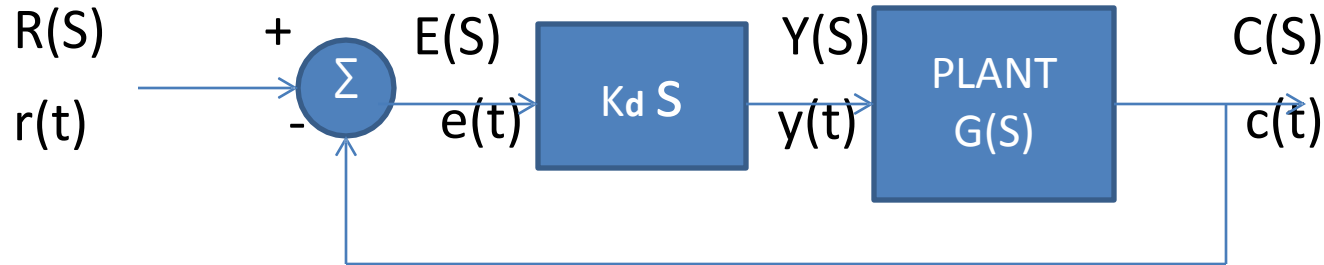 R(S)
r(t)
+
-
Σ
E(S)
e(t)
Kd S
Y(S)
y(t)
PLANT
G(S)
C(S)
c(t)